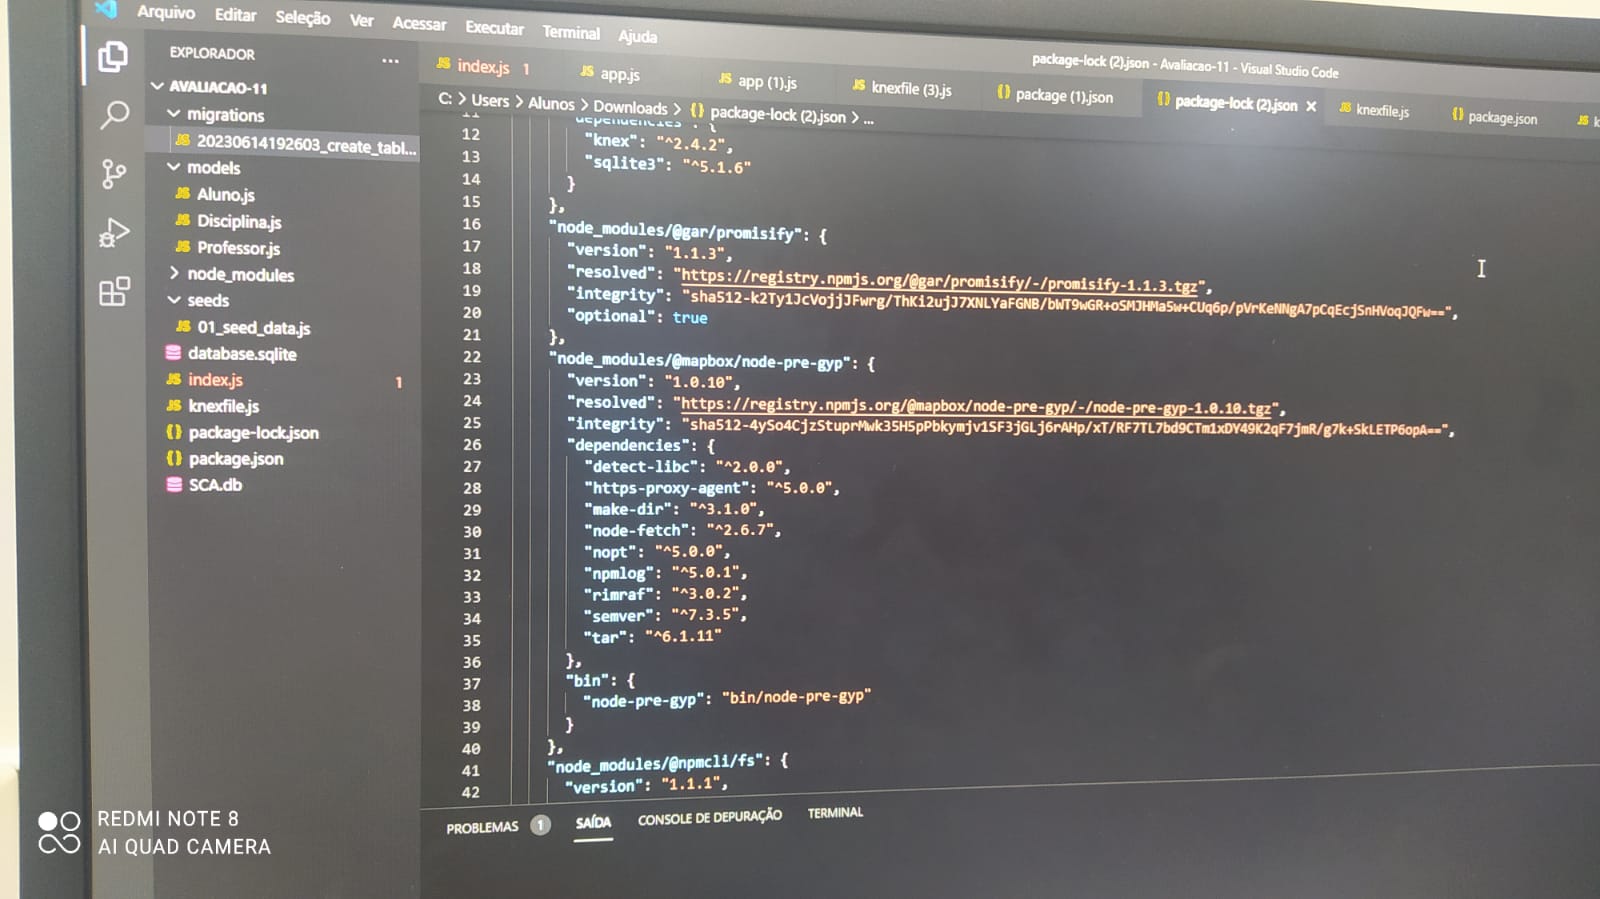 Arquivo Editar Seleção Ver Acessar Executar Terminal Ajuda
package-lock (2).json - Avaliacao-11 - Visual Studio Code
EXPLORADOR ...
AVALIACAO-11
migrations
JS 20230614192603_create_tabl...
models
JS Aluno.js
JS Disciplina.js
JS Professor.js
node_modules
seeds
JS 01_seed_data.js
database.sqlite
JS index.js 1
JS knexfile.js
{} package-lock.json
{} package.json
SCA.db
JS index.js 1 JS app.js JS app (1).js JS knexfile (3).js {} package (1).json {} package-lock (2).json × JS knexfile.js {} package.json JS k
C: > Users > Alunos > Downloads > {} package-lock (2).json > ...
11 "dependencies": {
12 "knex": "^2.4.2",
13 "sqlite3": "^5.1.6"
14 }
15 },
16 "node_modules/@gar/promisify": {
17 "version": "1.1.3",
18 "resolved": "https://registry.npmjs.org/@gar/promisify/-/promisify-1.1.3.tgz",
19 "integrity": "sha512-k2Ty1JcVojjJFwrg/ThKi2ujJ7XNLYaFGNB/bWT9wGR+oSMJHMa5w+CUq6p/pVrKeNNgA7pCqEcjSnHVoqJQFw==",
20 "optional": true
21 },
22 "node_modules/@mapbox/node-pre-gyp": {
23 "version": "1.0.10",
24 "resolved": "https://registry.npmjs.org/@mapbox/node-pre-gyp/-/node-pre-gyp-1.0.10.tgz",
25 "integrity": "sha512-4ySo4CjzStuprMwk35H5pPbkymjv1SF3jGLj6rAHp/xT/RF7TL7bd9CTm1xDY49K2qF7jmR/g7k+SkLETP6opA==",
26 "dependencies": {
27 "detect-libc": "^2.0.0",
28 "https-proxy-agent": "^5.0.0",
29 "make-dir": "^3.1.0",
30 "node-fetch": "^2.6.7",
31 "nopt": "^5.0.0",
32 "npmlog": "^5.0.1",
33 "rimraf": "^3.0.2",
34 "semver": "^7.3.5",
35 "tar": "^6.1.11"
36 },
37 "bin": {
38 "node-pre-gyp": "bin/node-pre-gyp"
39 }
40 },
41 "node_modules/@npmcli/fs": {
42 "version": "1.1.1",
PROBLEMAS 1 SAÍDA CONSOLE DE DEPURAÇÃO TERMINAL
REDMI NOTE 8
AI QUAD CAMERA